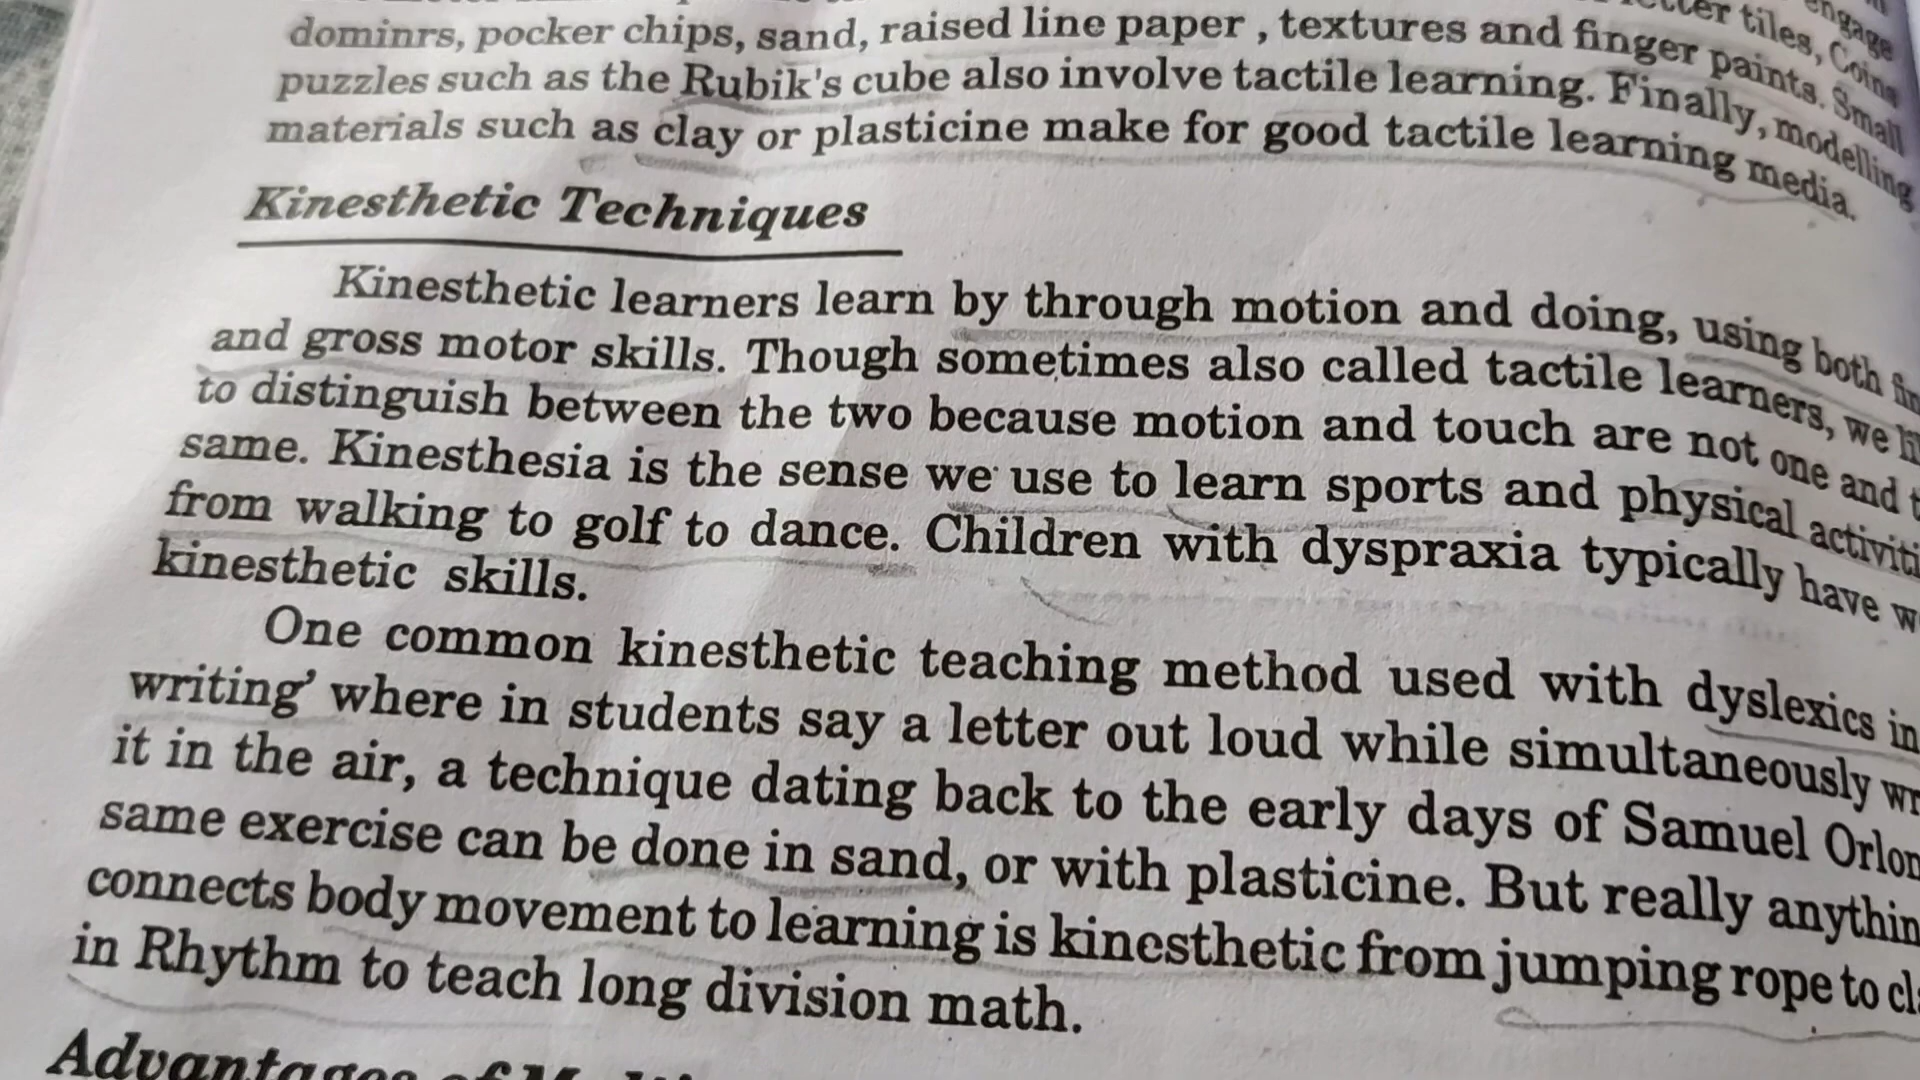 engage
letter tiles, Coins
dominrs, pocker chips, sand, raised line paper , textures and finger paints. Small
puzzles such as the Rubik's cube also involve tactile learning. Finally, modelling
materials such as clay or plasticine make for good tactile learning media.
Kinesthetic Techniques
Kinesthetic learners learn by through motion and doing, using both
and gross motor skills. Though sometimes also called tactile learners, we
to distinguish between the two because motion and touch are not one and
same. Kinesthesia is the sense we use to learn sports and physical
from walking to golf to dance. Children with dyspraxia typically have
kinesthetic skills.
One common kinesthetic teaching method used with dyslexics in
writing' where in students say a letter out loud while simultaneously
it in the air, a technique dating back to the early days of Samuel
same exercise can be done in sand, or with plasticine. But really
connects body movement to learning is kinesthetic from jumping rope to
in Rhythm to teach long division math.
Advantages of